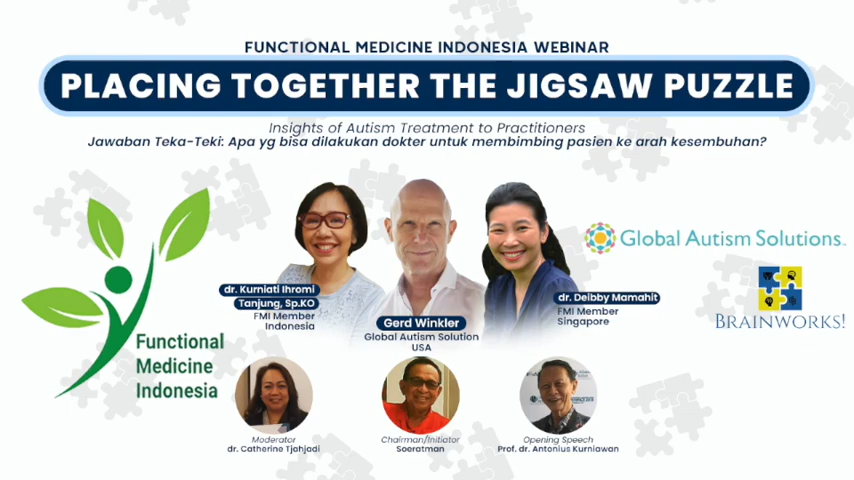 FUNCTIONAL MEDICINE INDONESIA WEBINAR
PLACING TOGETHER THE JIGSAW PUZZLE
Insights of Autism Treatment to Practitioners
Jawaban Teka-Teki: Apa yg bisa dilakukan dokter untuk membimbing pasien ke arah kesembuhan?
Functional
Medicine
Indonesia
dr. Kurniati Ihromi
Tanjung, Sp.KO
FMI Member
Indonesia
Gerd Winkler
Global Autism Solution
USA
dr. Deibby Mamahit
FMI Member
Singapore
Global Autism Solutions
BRAINWORKS!
Moderator
dr. Catherine Tjahjadi
Chairman/Initiator
Soeratman
Opening Speech
Prof. dr. Antonius Kurniawan